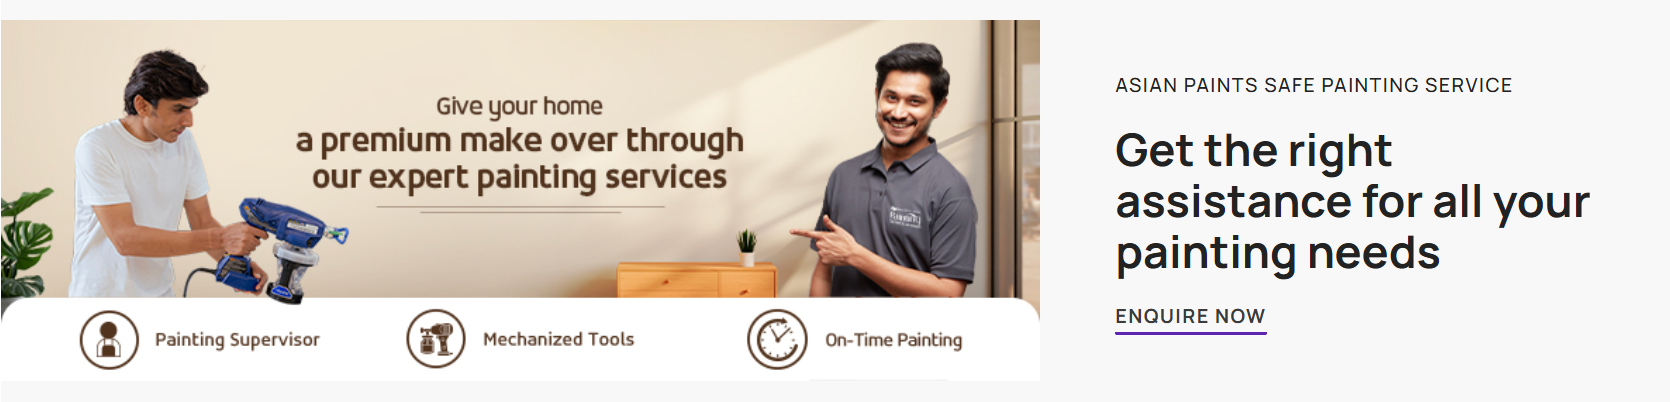 Give your home
a premium make over through
our expert painting services
Painting Supervisor
Mechanized Tools
On-Time Painting
ASIAN PAINTS SAFE PAINTING SERVICE
Get the right
assistance for all your
painting needs
ENQUIRE NOW